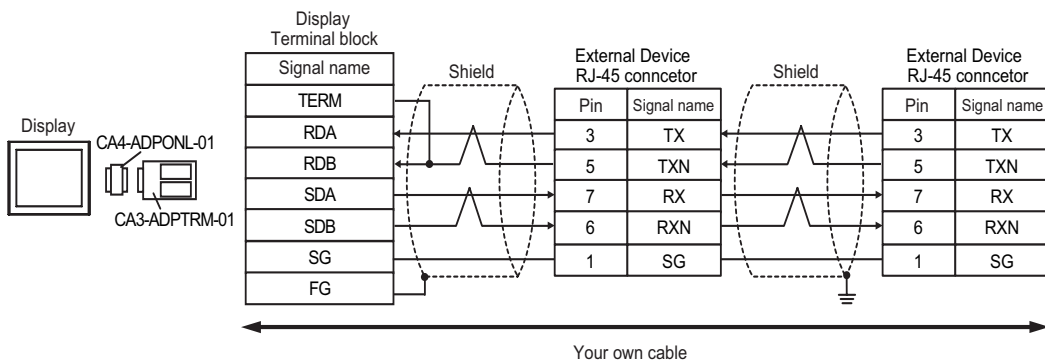 Display
Terminal block
Signal name
TERM
RDA
RDB
SDA
SDB
SG
FG
Display
CA4-ADPONL-01
CA3-ADPTRM-01
Shield
External Device
RJ-45 conncetor
Pin Signal name
3 TX
5 TXN
7 RX
6 RXN
1 SG
Shield
External Device
RJ-45 conncetor
Pin Signal name
3 TX
5 TXN
7 RX
6 RXN
1 SG
Your own cable